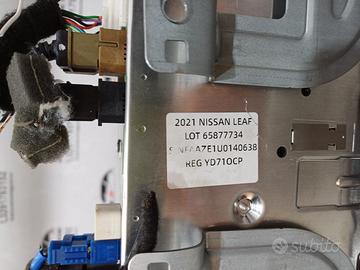 2021 NISSAN LEAF
LOT 65877734
REG YD71OCP
subito